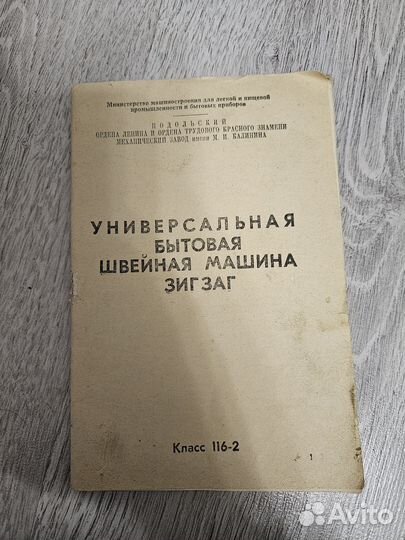 Министерство машиностроения для легкой и пищевой
промышленности и бытовых приборов
ПОДОЛЬСКИЙ
ОРДЕНА ЛЕНИНА И ОРДЕНА ТРУДОВОГО КРАСНОГО ЗНАМЕНИ
МЕХАНИЧЕСКИЙ ЗАВОД имени М. И. КАЛИНИНА
УНИВЕРСАЛЬНАЯ
БЫТОВАЯ
ШВЕЙНАЯ МАШИНА
ЗИГЗАГ
Класс 116-2
Avito